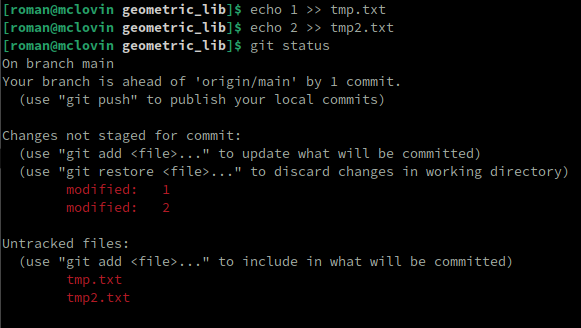 [roman@mclovin geometric_lib]$ echo 1 >> tmp.txt
[roman@mclovin geometric_lib]$ echo 2 >> tmp2.txt
[roman@mclovin geometric_lib]$ git status
On branch main
Your branch is ahead of 'origin/main' by 1 commit.
  (use "git push" to publish your local commits)

Changes not staged for commit:
  (use "git add <file>..." to update what will be committed)
  (use "git restore <file>..." to discard changes in working directory)
        modified:   1
        modified:   2

Untracked files:
  (use "git add <file>..." to include in what will be committed)
        tmp.txt
        tmp2.txt